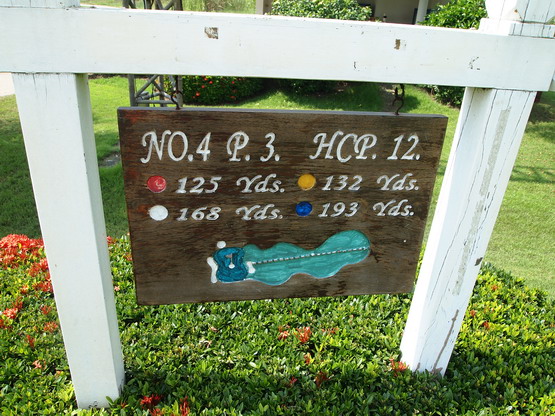 NO.4 P. 3. HCP. 12.
125 Yds. 132 Yds.
168 Yds. 193 Yds.